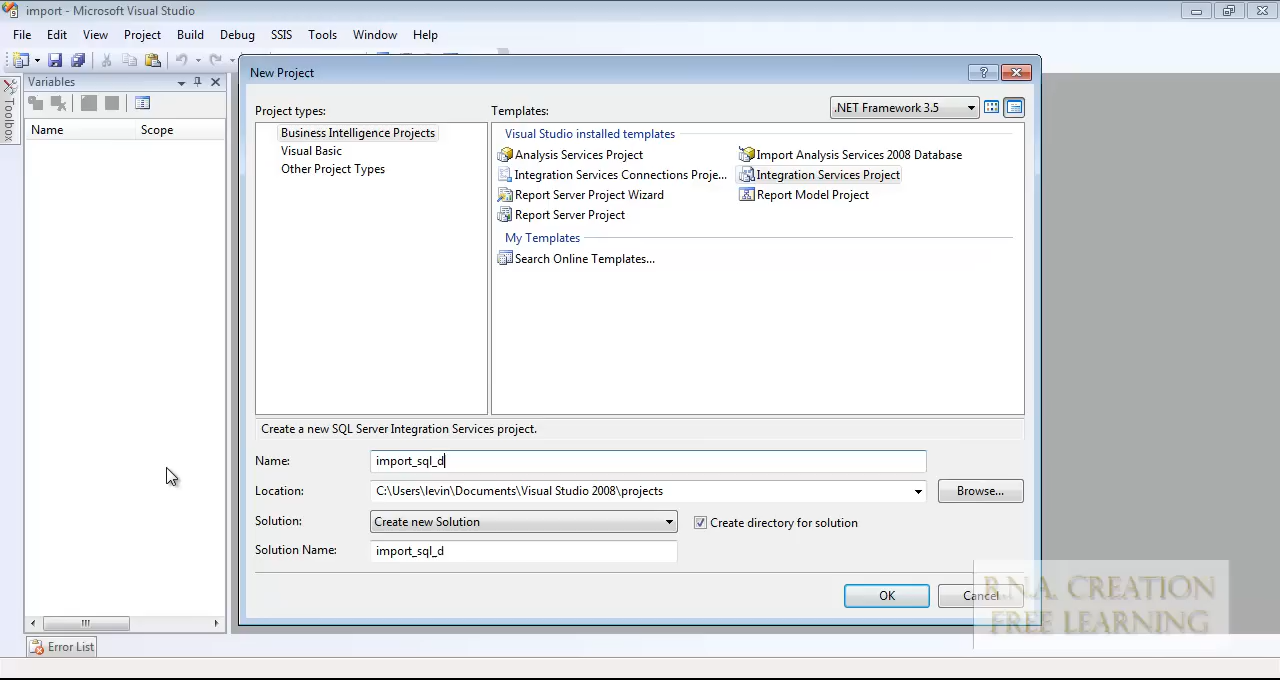 import - Microsoft Visual Studio
File Edit View Project Build Debug SSIS Tools Window Help
Variables
Toolbox
Name Scope
New Project
Project types:
Templates:
.NET Framework 3.5
Business Intelligence Projects
Visual Basic
Other Project Types
Visual Studio installed templates
Analysis Services Project
Import Analysis Services 2008 Database
Integration Services Connections Proje...
Integration Services Project
Report Server Project Wizard
Report Model Project
Report Server Project
My Templates
Search Online Templates...
Create a new SQL Server Integration Services project.
Name: import_sql_d
Location: C:\Users\levin\Documents\Visual Studio 2008\projects Browse...
Solution: Create new Solution Create directory for solution
Solution Name: import_sql_d
OK Cancel
R.N.A. CREATION
FREE LEARNING
Error List